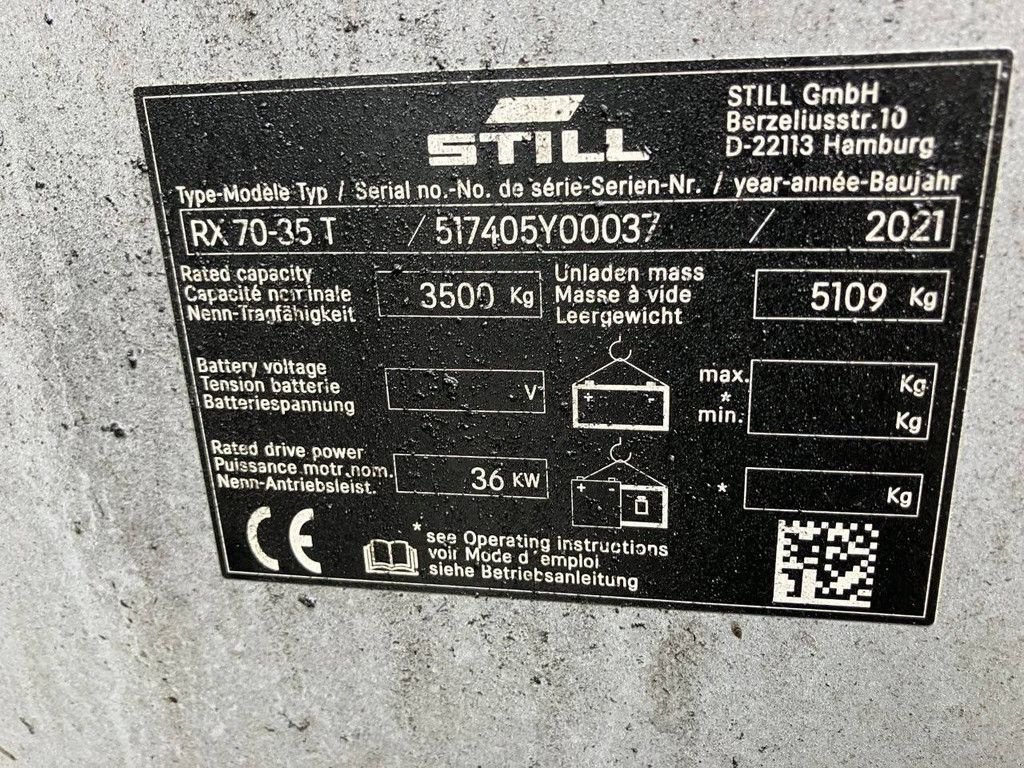 STILL
STILL GmbH
Berzeliusstr.10
D-22113 Hamburg
Type-Modèle Typ / Serial no.-No. de série-Serien-Nr. / year-année-Baujahr
RX 70-35 T / 517405Y00037 / 2021
Rated capacity
Capacité nominale
Nenn-Tragfähigkeit
3500 Kg
Unladen mass
Masse à vide
Leergewicht
5109 Kg
Battery voltage
Tension batterie
Batteriespannung
V
+ -
max.
*
min.
Kg
Kg
Rated drive power
Puissance motr.nom.
Nenn-Antriebsleist.
36 KW
+ -
*
Kg
CE
* see Operating instructions
voir Mode d'emploi
siehe Betriebsanleitung